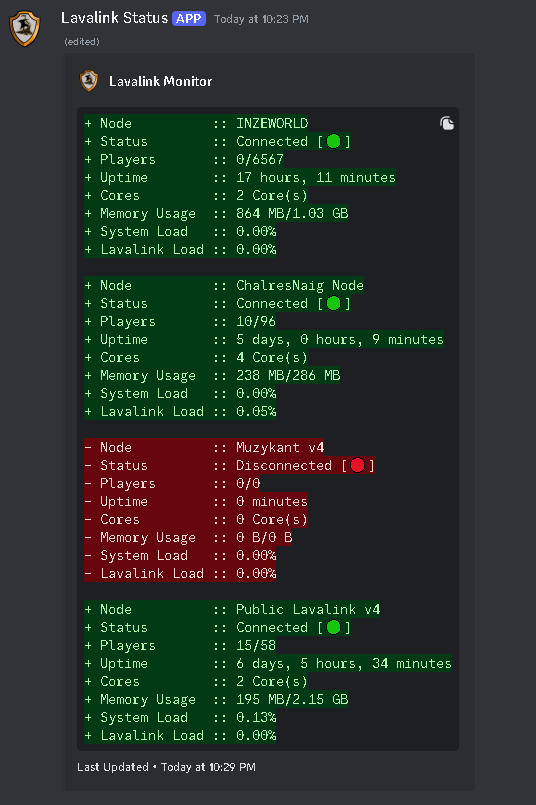 Lavalink Status APP Today at 10:23 PM
(edited)
Lavalink Monitor
+ Node          :: INZEWORLD
+ Status        :: Connected [🟢]
+ Players       :: 0/6567
+ Uptime        :: 17 hours, 11 minutes
+ Cores         :: 2 Core(s)
+ Memory Usage  :: 864 MB/1.03 GB
+ System Load   :: 0.00%
+ Lavalink Load :: 0.00%
+ Node          :: ChalresNaig Node
+ Status        :: Connected [🟢]
+ Players       :: 10/96
+ Uptime        :: 5 days, 0 hours, 9 minutes
+ Cores         :: 4 Core(s)
+ Memory Usage  :: 238 MB/286 MB
+ System Load   :: 0.00%
+ Lavalink Load :: 0.05%
- Node          :: Muzykant v4
- Status        :: Disconnected [🔴]
- Players       :: 0/0
- Uptime        :: 0 minutes
- Cores         :: 0 Core(s)
- Memory Usage  :: 0 B/0 B
- System Load   :: 0.00%
- Lavalink Load :: 0.00%
+ Node          :: Public Lavalink v4
+ Status        :: Connected [🟢]
+ Players       :: 15/58
+ Uptime        :: 6 days, 5 hours, 34 minutes
+ Cores         :: 2 Core(s)
+ Memory Usage  :: 195 MB/2.15 GB
+ System Load   :: 0.13%
+ Lavalink Load :: 0.00%
Last Updated • Today at 10:29 PM